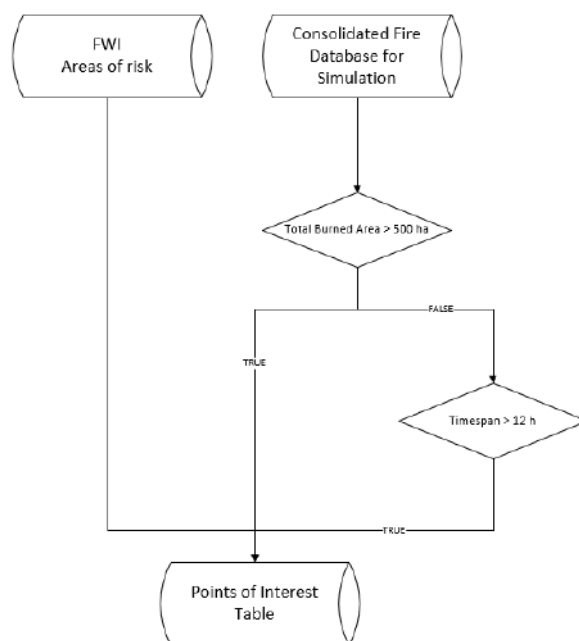 FWI
Areas of risk
Consolidated Fire
Database for
Simulation
Total Burned Area > 500 ha
FALSE
TRUE
Timespan > 12 h
TRUE
Points of Interest
Table